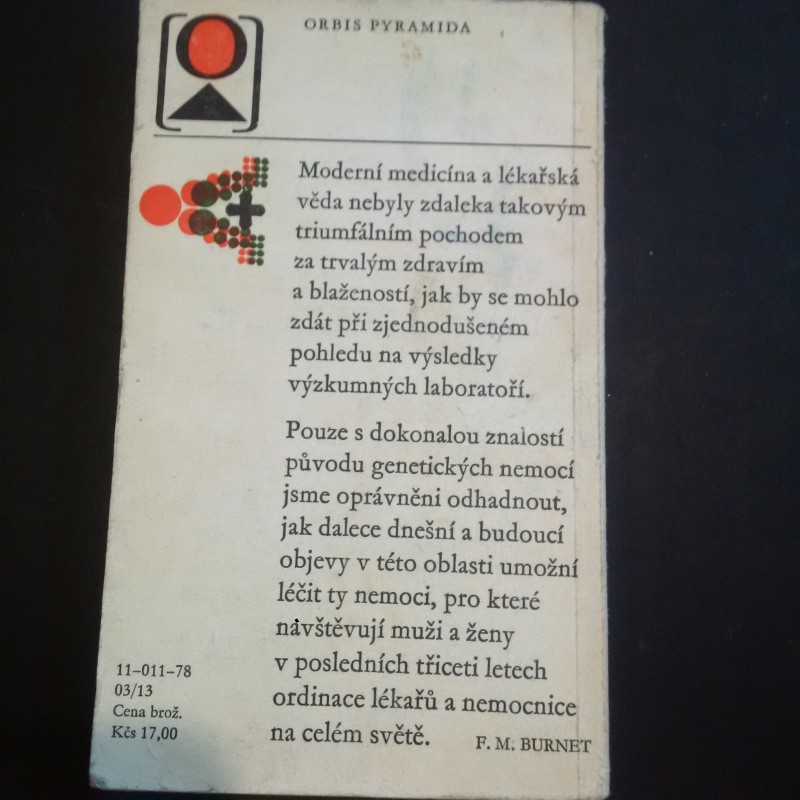 ORBIS PYRAMIDA
Moderní medicína a lékařská
věda nebyly zdaleka takovým
triumfálním pochodem
za trvalým zdravím
a blažeností, jak by se mohlo
zdát při zjednodušeném
pohledu na výsledky
výzkumných laboratoří.
Pouze s dokonalou znalostí
původu genetických nemocí
jsme oprávněni odhadnout,
jak dalece dnešní a budoucí
objevy v této oblasti umožní
léčit ty nemoci, pro které
navštěvují muži a ženy
v posledních třiceti letech
ordinace lékařů a nemocnice
na celém světě.
F. M. BURNET
11–011–78
03/13
Cena brož.
Kčs 17,00